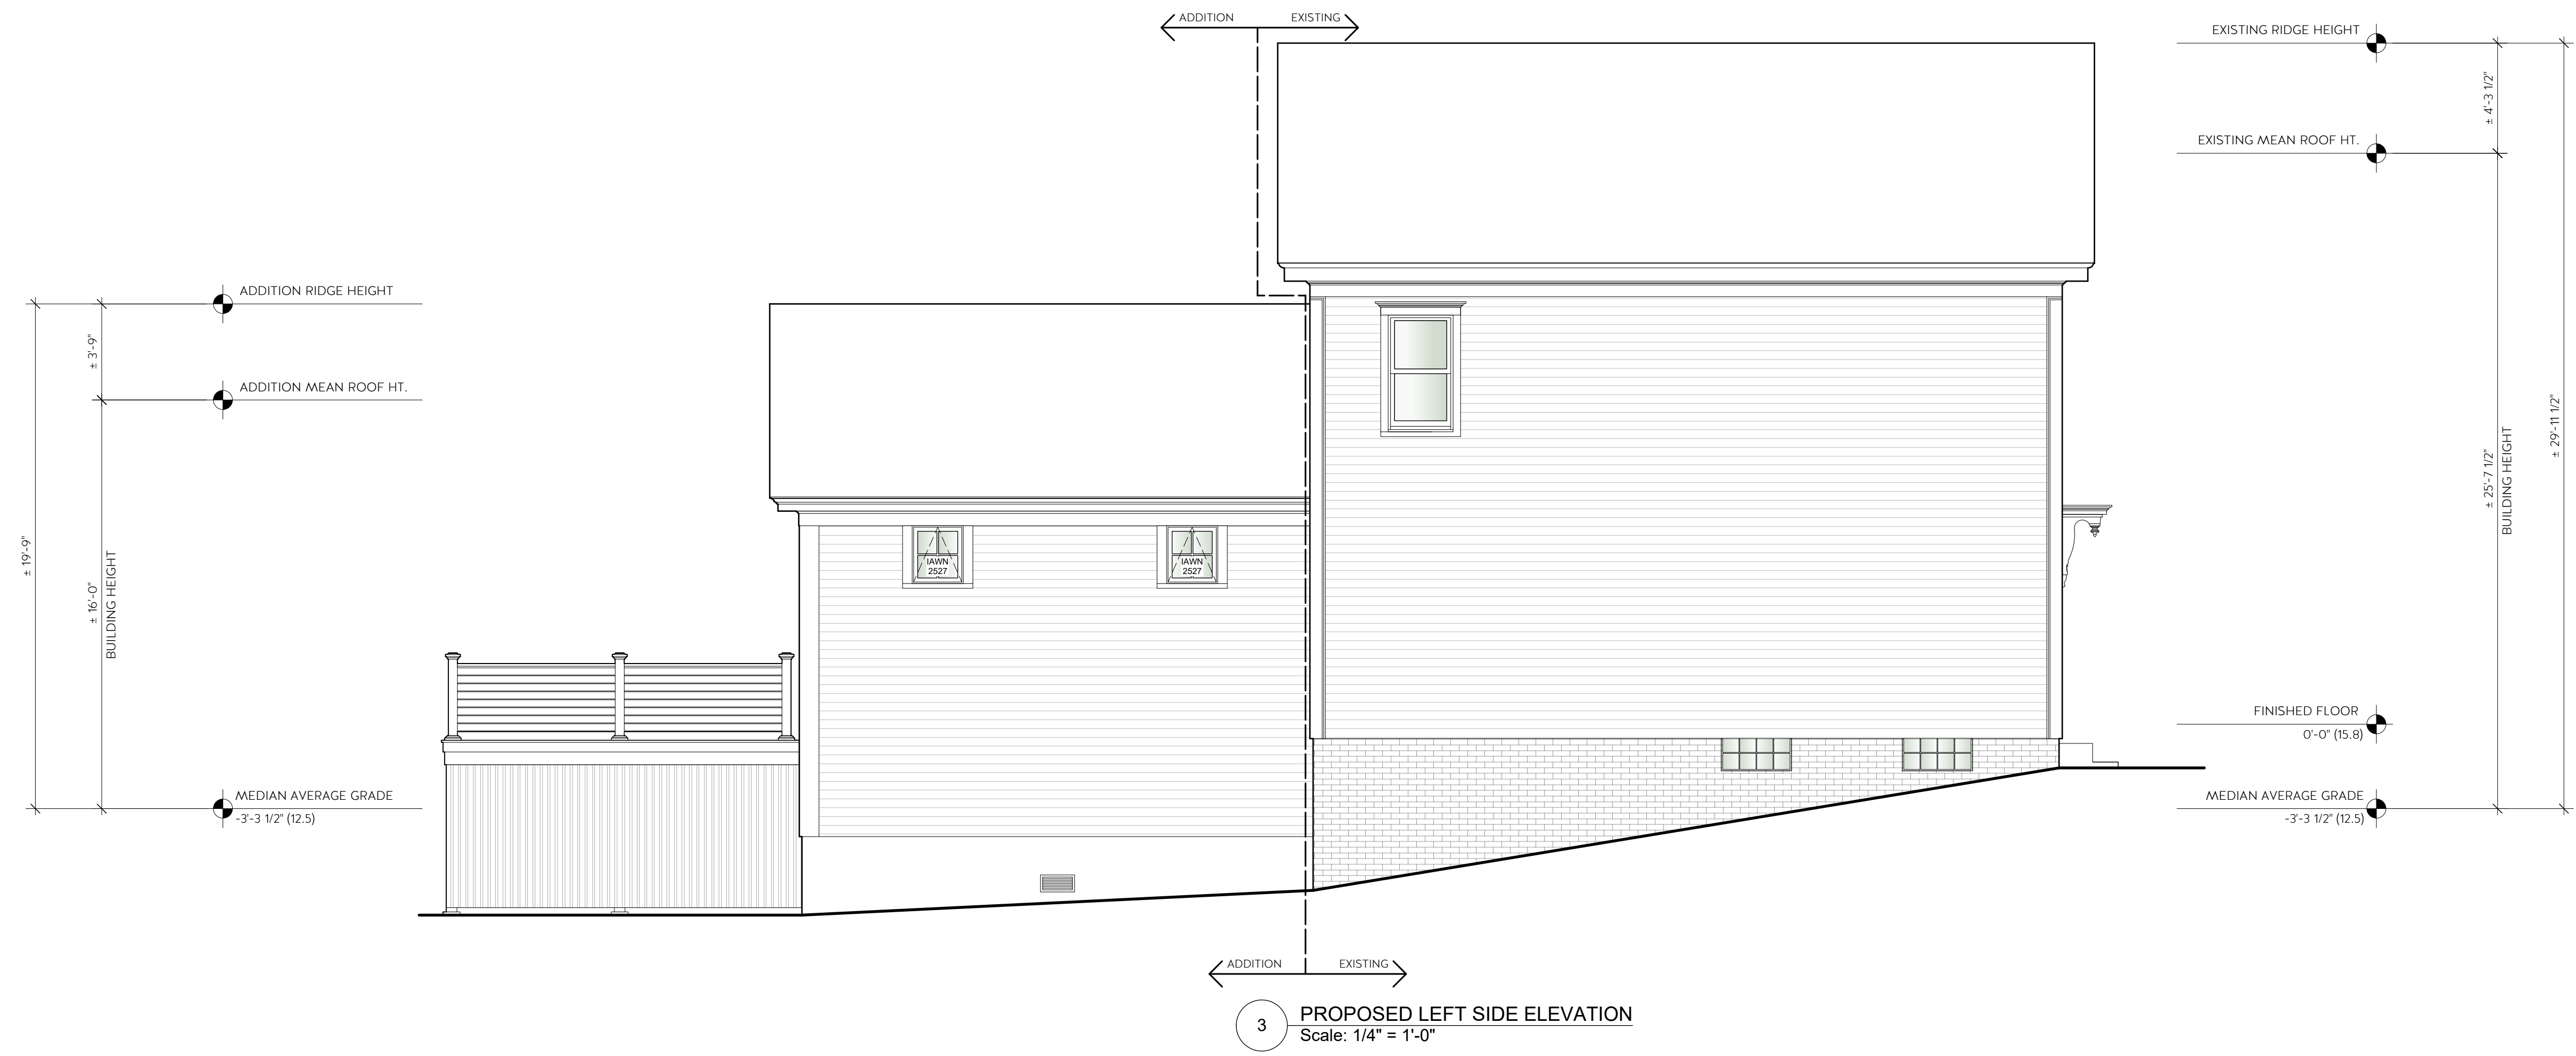 ADDITION
EXISTING
EXISTING RIDGE HEIGHT
± 4'-3 1/2"
EXISTING MEAN ROOF HT.
ADDITION RIDGE HEIGHT
± 3'-9"
ADDITION MEAN ROOF HT.
± 19'-9"
± 16'-0"
BUILDING HEIGHT
IAWN
2527
IAWN
2527
± 25'-7 1/2"
BUILDING HEIGHT
± 29'-11 1/2"
FINISHED FLOOR
0'-0" (15.8)
MEDIAN AVERAGE GRADE
-3'-3 1/2" (12.5)
MEDIAN AVERAGE GRADE
-3'-3 1/2" (12.5)
ADDITION
EXISTING
3
PROPOSED LEFT SIDE ELEVATION
Scale: 1/4" = 1'-0"